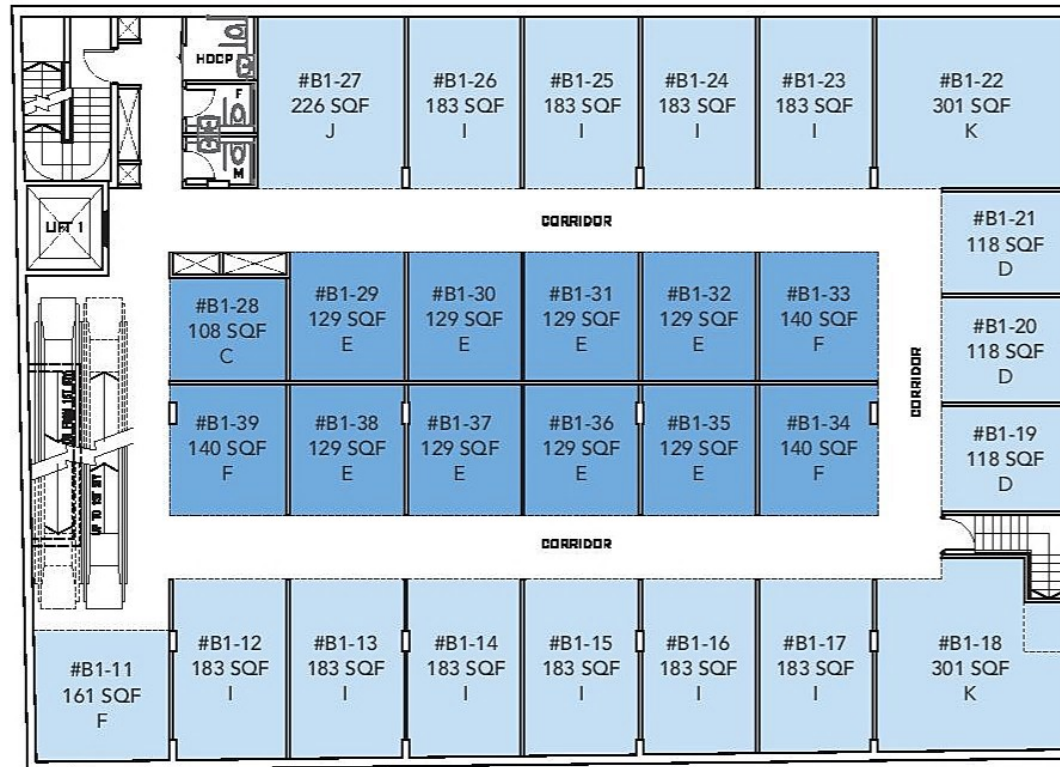 HDCP
F
M
LIFT 1
#B1-27
226 SQF
J
#B1-26
183 SQF
I
#B1-25
183 SQF
I
#B1-24
183 SQF
I
#B1-23
183 SQF
I
#B1-22
301 SQF
K
CORRIDOR
#B1-21
118 SQF
D
#B1-28
108 SQF
C
#B1-29
129 SQF
E
#B1-30
129 SQF
E
#B1-31
129 SQF
E
#B1-32
129 SQF
E
#B1-33
140 SQF
F
CORRIDOR
#B1-20
118 SQF
D
#B1-39
140 SQF
F
#B1-38
129 SQF
E
#B1-37
129 SQF
E
#B1-36
129 SQF
E
#B1-35
129 SQF
E
#B1-34
140 SQF
F
#B1-19
118 SQF
D
UP TO 1ST STY
CORRIDOR
#B1-11
161 SQF
F
#B1-12
183 SQF
I
#B1-13
183 SQF
I
#B1-14
183 SQF
I
#B1-15
183 SQF
I
#B1-16
183 SQF
I
#B1-17
183 SQF
I
#B1-18
301 SQF
K